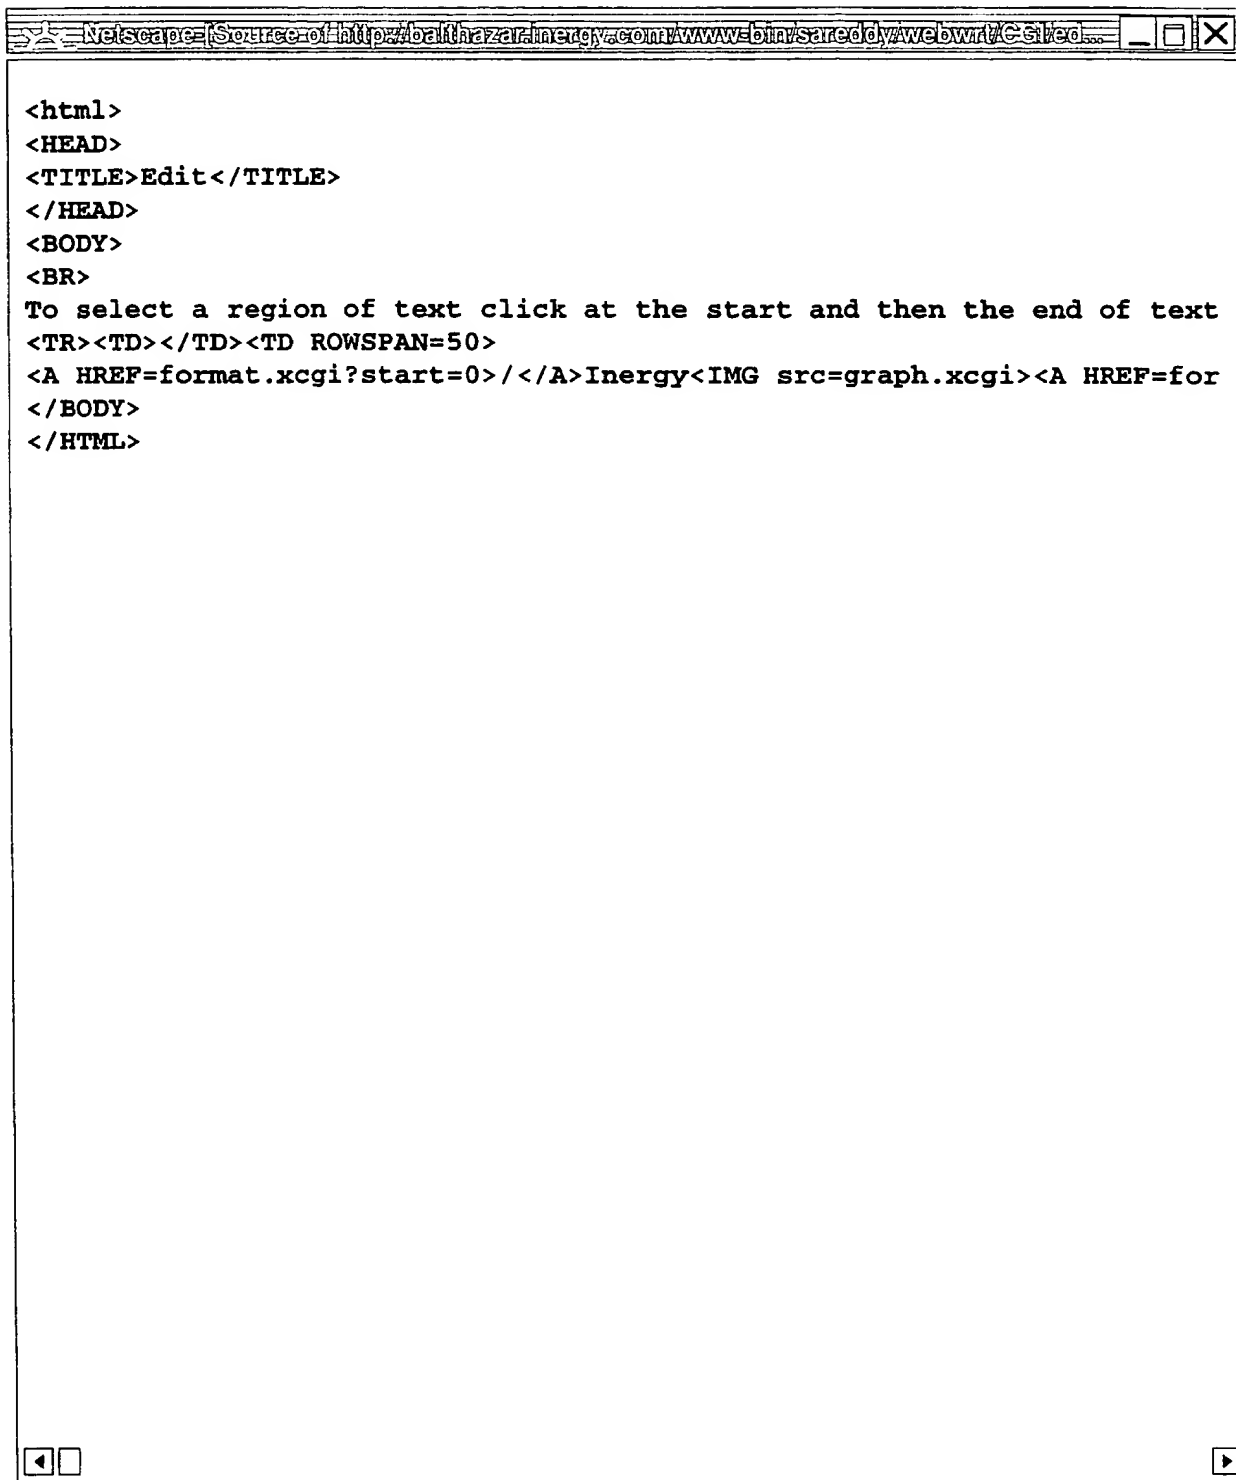 Netscape-[Source of http://balthazar.inergy.com/www-bin/sareddy/webwrt/CGI/ed...
<html>
<HEAD>
<TITLE>Edit</TITLE>
</HEAD>
<BODY>
<BR>
To select a region of text click at the start and then the end of text
<TR><TD></TD><TD ROWSPAN=50>
<A HREF=format.xcgi?start=0>/</A>Inergy<IMG src=graph.xcgi><A HREF=for
</BODY>
</HTML>